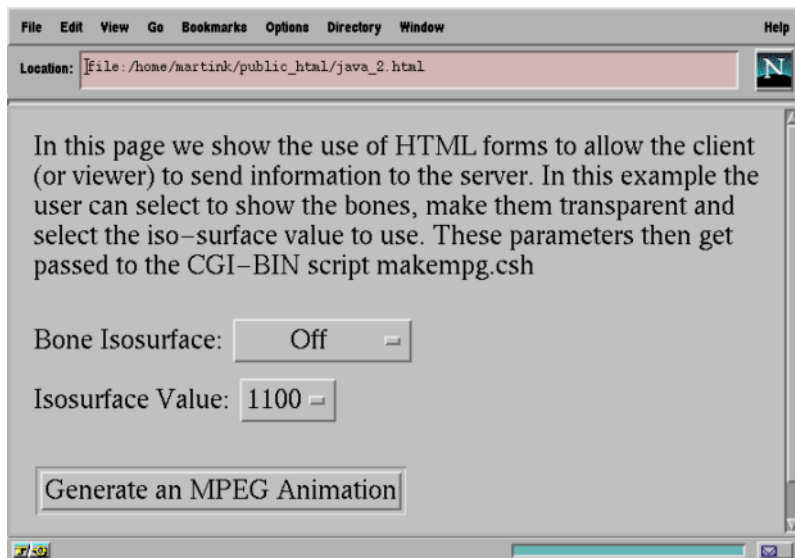 File Edit View Go Bookmarks Options Directory Window Help
Location: file:/home/martink/public_html/java_2.html
N
In this page we show the use of HTML forms to allow the client
(or viewer) to send information to the server. In this example the
user can select to show the bones, make them transparent and
select the iso-surface value to use. These parameters then get
passed to the CGI-BIN script makempg.csh
Bone Isosurface: Off
Isosurface Value: 1100
Generate an MPEG Animation